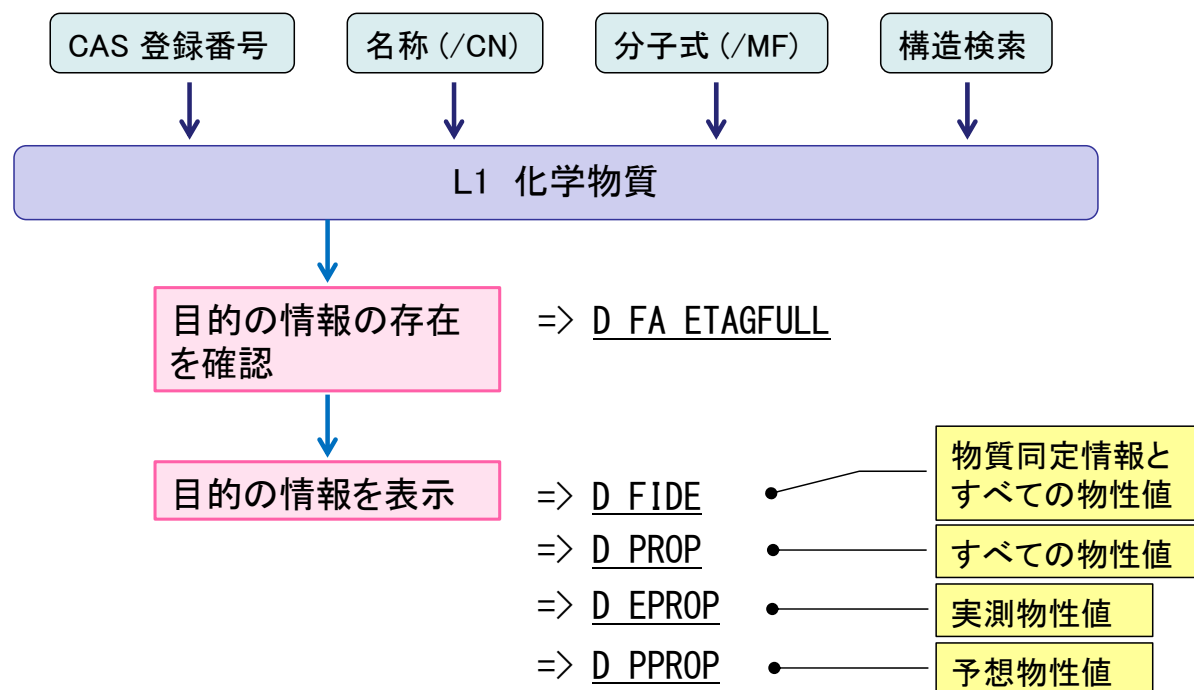 CAS 登録番号
名称 (/CN)
分子式 (/MF)
構造検索
L1 化学物質
目的の情報の存在
を確認
=> D FA ETAGFULL
目的の情報を表示
=> D FIDE
物質同定情報と
すべての物性値
=> D PROP
すべての物性値
=> D EPROP
実測物性値
=> D PPROP
予想物性値